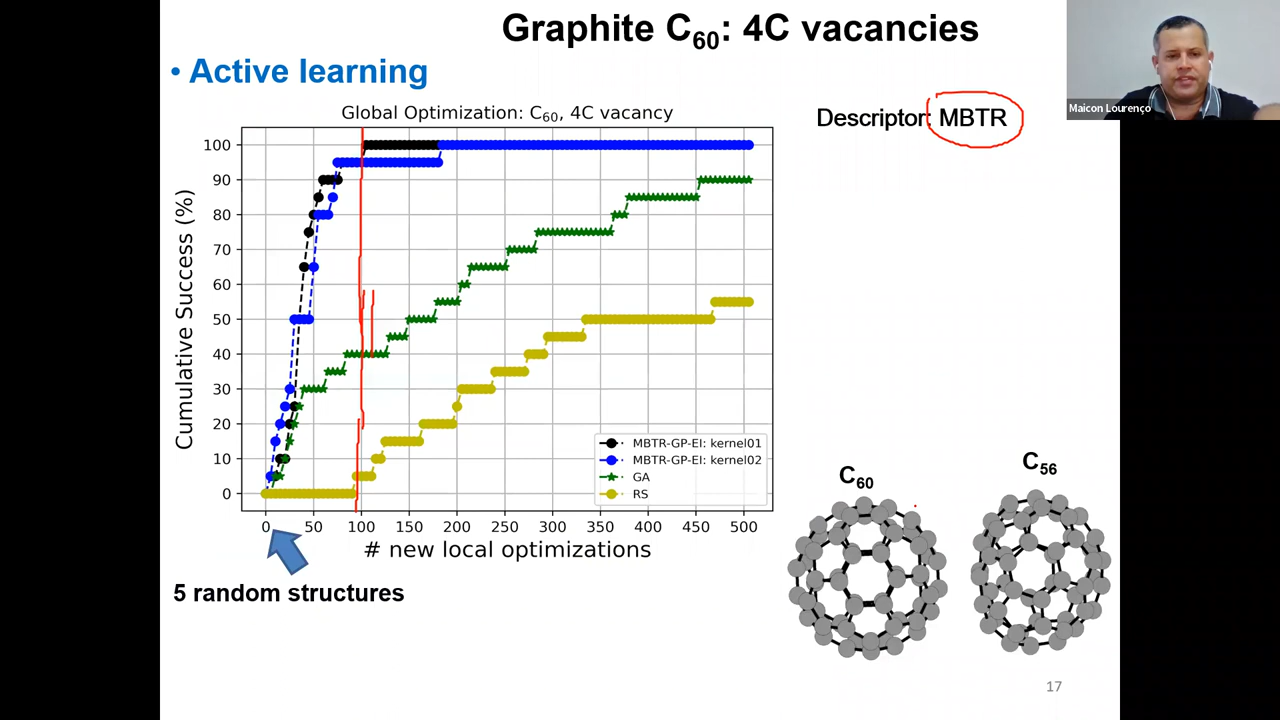 Graphite C₆₀: 4C vacancies
• Active learning
Maicon Lourenço
Descriptor: MBTR
Global Optimization: C₆₀, 4C vacancy
Cumulative Success (%)
100
90
80
70
60
50
40
30
20
10
0
MBTR-GP-EI: kernel01
MBTR-GP-EI: kernel02
GA
RS
0 50 100 150 200 250 300 350 400 450 500
# new local optimizations
5 random structures
C₆₀
C₅₆
17